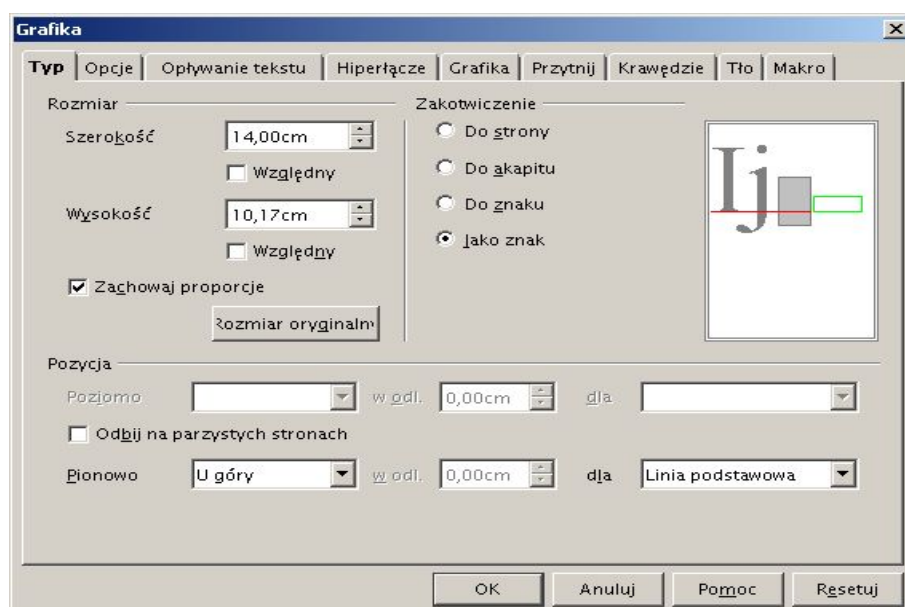 Grafika
Typ Opcje Opływanie tekstu Hiperłącze Grafika Przytnij Krawędzie Tło Makro
Rozmiar Zakotwiczenie
Szerokość 14,00cm Do strony
Względny Do akapitu
Wysokość 10,17cm Do znaku
Względny Jako znak
Zachowaj proporcje
Rozmiar oryginalny
Ij
Pozycja
Poziomo w odl. 0,00cm dla
Odbij na parzystych stronach
Pionowo U góry w odl. 0,00cm dla Linia podstawowa
OK Anuluj Pomoc Resetuj